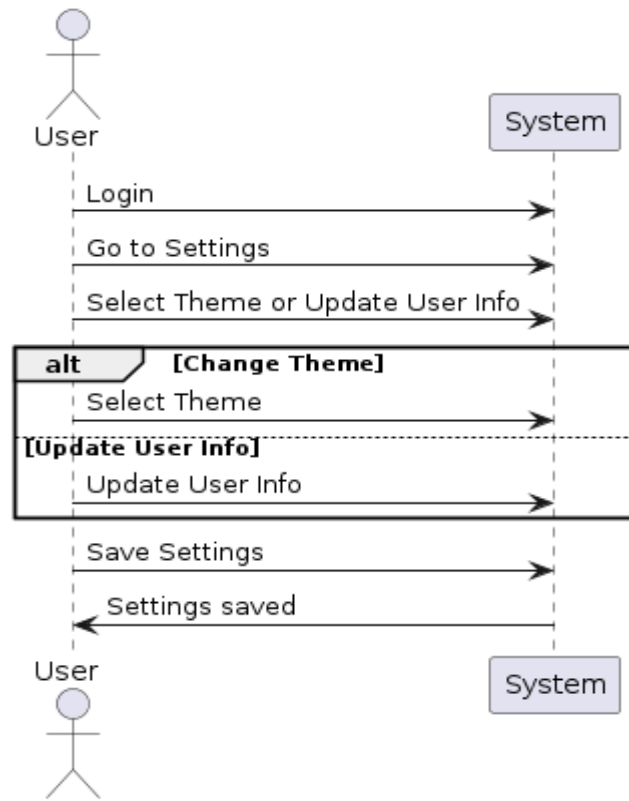 User
System
Login
Go to Settings
Select Theme or Update User Info
alt [Change Theme]
Select Theme
[Update User Info]
Update User Info
Save Settings
Settings saved
User
System